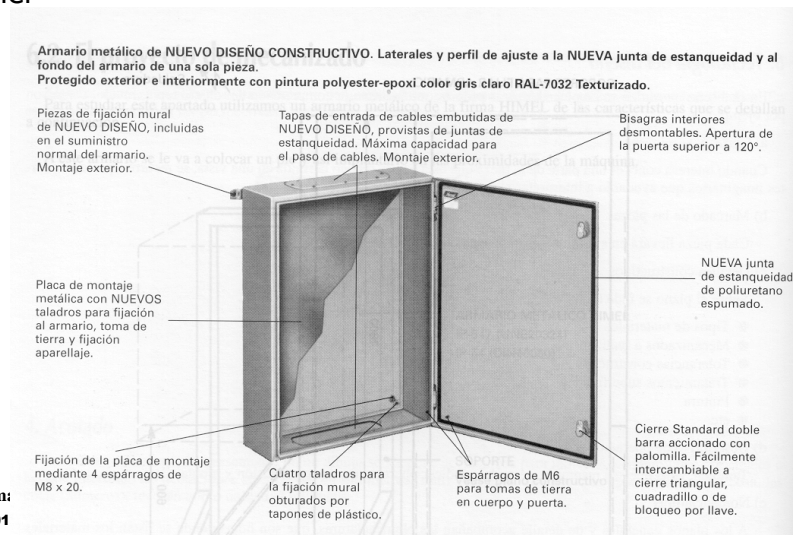 Armario metálico de NUEVO DISEÑO CONSTRUCTIVO. Laterales y perfil de ajuste a la NUEVA junta de estanqueidad y al
fondo del armario de una sola pieza.
Protegido exterior e interiormente con pintura polyester-epoxi color gris claro RAL-7032 Texturizado.
Piezas de fijación mural
de NUEVO DISEÑO, incluidas
en el suministro
normal del armario.
Montaje exterior.
Tapas de entrada de cables embutidas de
NUEVO DISEÑO, provistas de juntas de
estanqueidad. Máxima capacidad para
el paso de cables. Montaje exterior.
Bisagras interiores
desmontables. Apertura de
la puerta superior a 120°.
NUEVA junta
de estanqueidad
de poliuretano
espumado.
Placa de montaje
metálica con NUEVOS
taladros para fijación
al armario, toma de
tierra y fijación
aparellaje.
Fijación de la placa de montaje
mediante 4 espárragos de
M8 x 20.
Cuatro taladros para
la fijación mural
obturados por
tapones de plástico.
Espárragos de M6
para tomas de tierra
en cuerpo y puerta.
Cierre Standard doble
barra accionado con
palomilla. Fácilmente
intercambiable a
cierre triangular,
cuadradillo o de
bloqueo por llave.